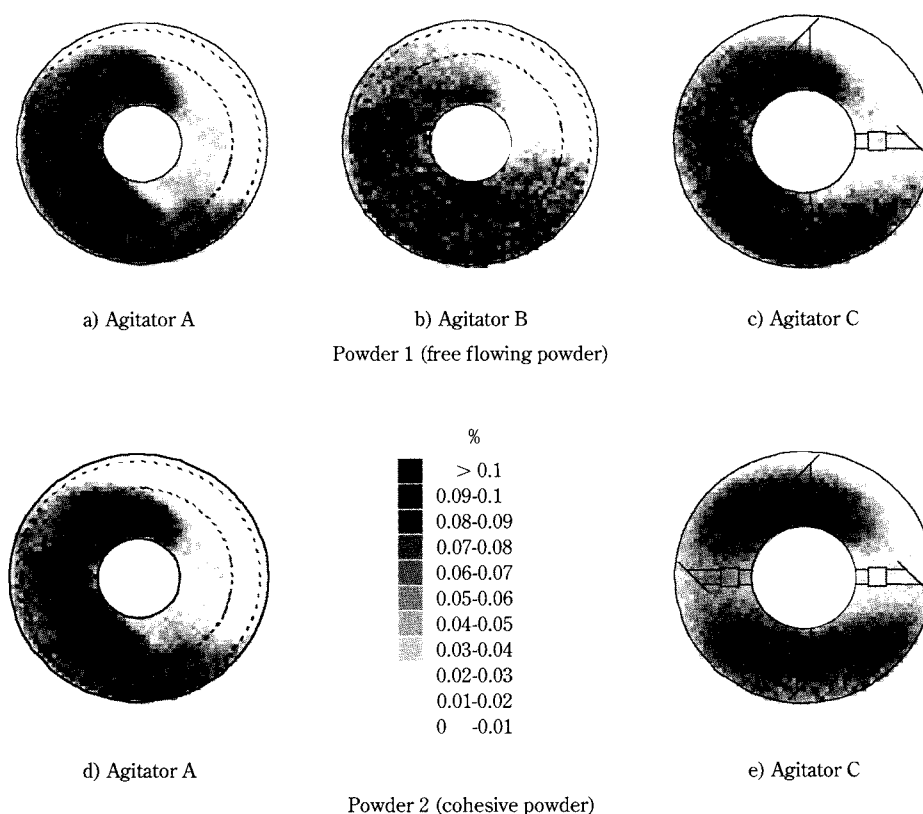 a) Agitator A
b) Agitator B
c) Agitator C
Powder 1 (free flowing powder)
%
> 0.1
0.09-0.1
0.08-0.09
0.07-0.08
0.06-0.07
0.05-0.06
0.04-0.05
0.03-0.04
0.02-0.03
0.01-0.02
0 -0.01
d) Agitator A
e) Agitator C
Powder 2 (cohesive powder)